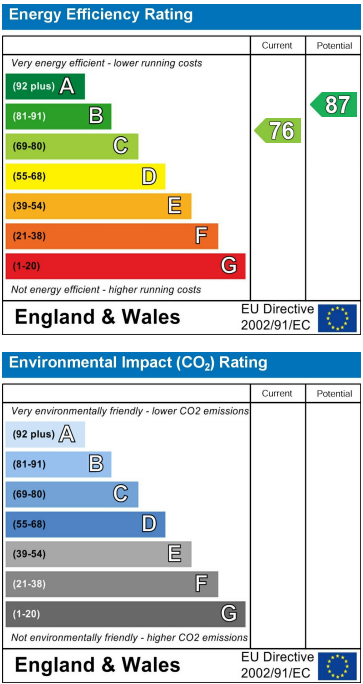 Energy Efficiency Rating
Current Potential
Very energy efficient - lower running costs
(92 plus) A
(81-91) B
(69-80) C
(55-68) D
(39-54) E
(21-38) F
(1-20) G
76
87
Not energy efficient - higher running costs
England & Wales
EU Directive
2002/91/EC
Environmental Impact (CO₂) Rating
Current Potential
Very environmentally friendly - lower CO2 emissions
(92 plus) A
(81-91) B
(69-80) C
(55-68) D
(39-54) E
(21-38) F
(1-20) G
Not environmentally friendly - higher CO2 emissions
England & Wales
EU Directive
2002/91/EC